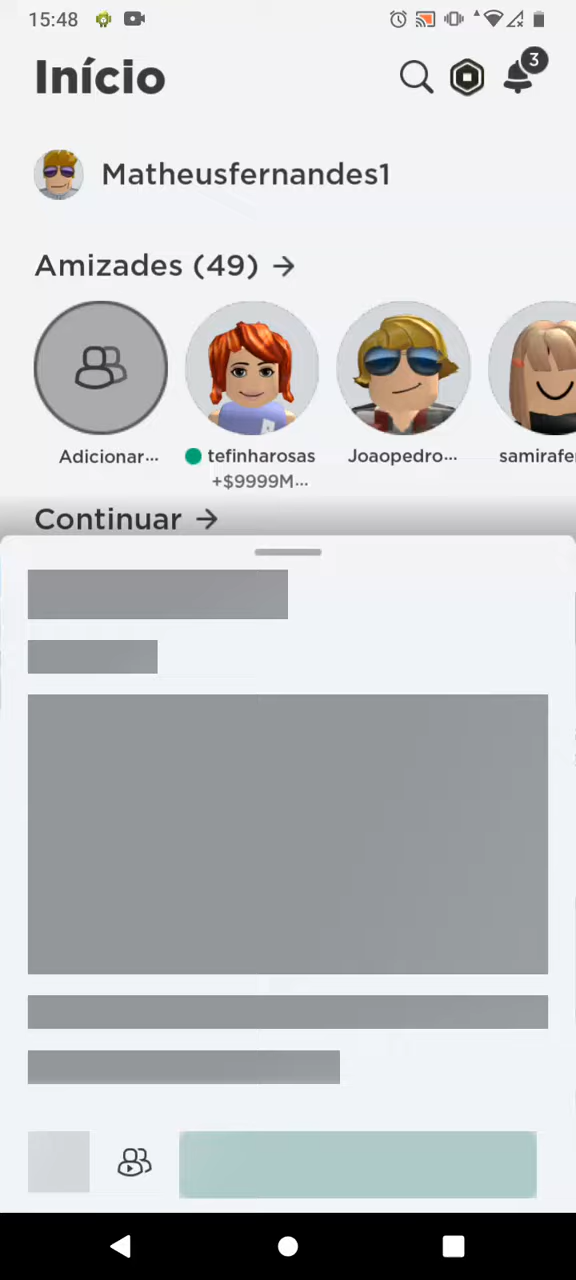 15:48
Início
3
Matheusfernandes1
Amizades (49) →
Adicionar...
tefinharosas
+$9999M...
Joaopedro...
samirafe
Continuar →